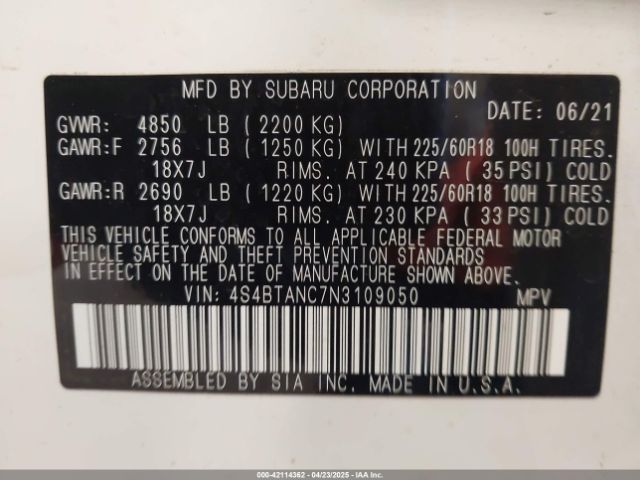 MFD BY SUBARU CORPORATION
DATE: 06/21
GVWR: 4850 LB ( 2200 KG)
GAWR:F 2756 LB ( 1250 KG) WITH 225/60R18 100H TIRES.
18X7J RIMS. AT 240 KPA ( 35 PSI) COLD
GAWR:R 2690 LB ( 1220 KG) WITH 225/60R18 100H TIRES.
18X7J RIMS. AT 230 KPA ( 33 PSI) COLD
THIS VEHICLE CONFORMS TO ALL APPLICABLE FEDERAL MOTOR
VEHICLE SAFETY AND THEFT PREVENTION STANDARDS
IN EFFECT ON THE DATE OF MANUFACTURE SHOWN ABOVE.
VIN: 4S4BTANC7N3109050 MPV
ASSEMBLED BY SIA INC. MADE IN U.S.A.
000-42114362 - 04/23/2025 - IAAI.COM